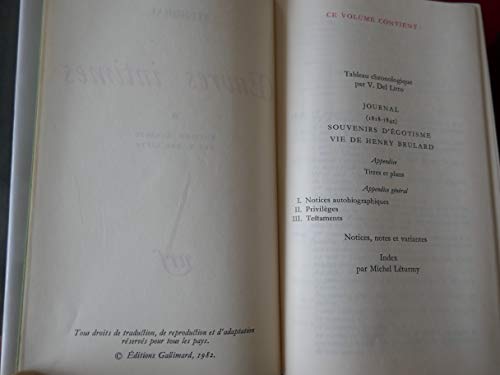 Tous droits de traduction, de reproduction et d'adaptation
réservés pour tous les pays.
© Éditions Gallimard, 1982.
CE VOLUME CONTIENT
Tableau chronologique
par V. Del Litto
JOURNAL
(1818-1842)
SOUVENIRS D'ÉGOTISME
VIE DE HENRY BRULARD
Appendice
Titres et plans
Appendice général
I. Notices autobiographiques
II. Privilèges
III. Testaments
Notices, notes et variantes
Index
par Michel Léturmy